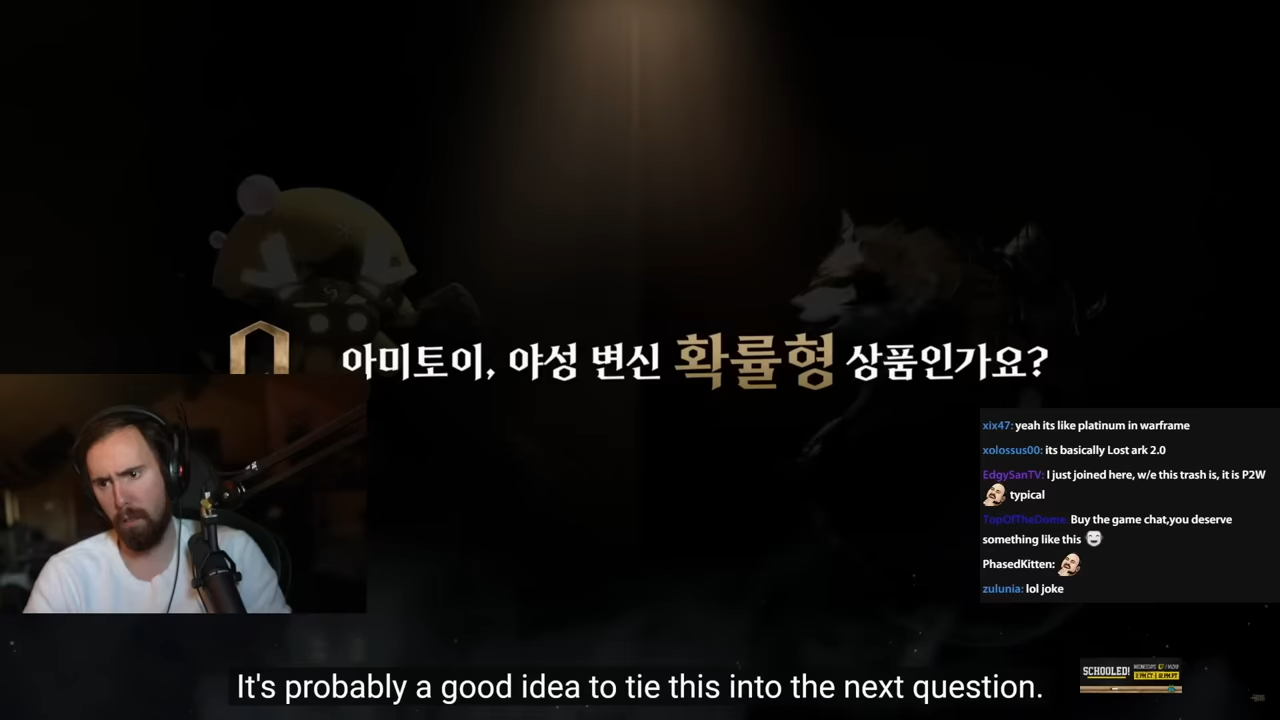 아미토이, 야성 변신 확률형 상품인가요?
xix47: yeah its like platinum in warframe
xolossus00: its basically Lost ark 2.0
EdgySanTV: I just joined here, w/e this trash is, it is P2W
typical
TopOfTheDome: Buy the game chat,you deserve
something like this
PhasedKitten:
zulunia: lol joke
It's probably a good idea to tie this into the next question.
SCHOOLED!